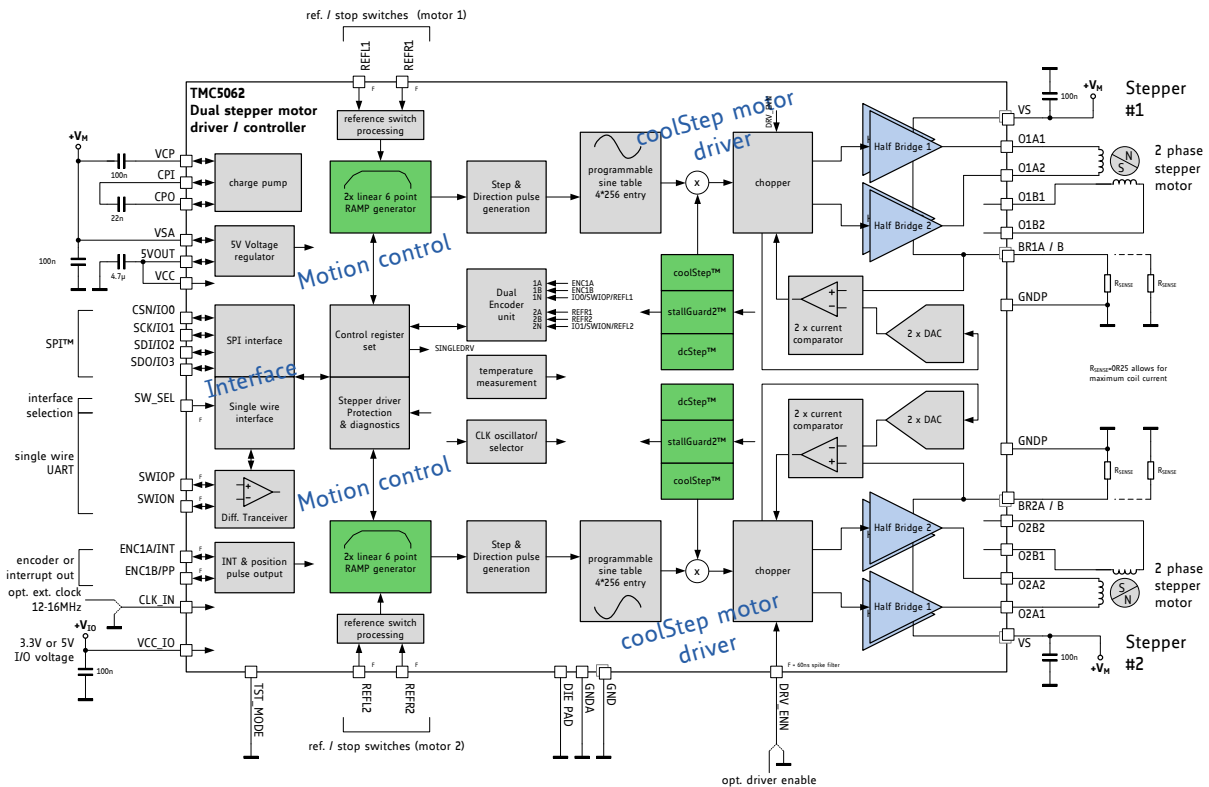 ref. / stop switches (motor 1)
REFL1
REFR1
F
F
TMC5062
Dual stepper motor
driver / controller
reference switch
processing
+VM
VCP
100n
CPI
CPO
22n
charge pump
VSA
5VOUT
VCC
100n
4.7µ
5V Voltage
regulator
2x linear 6 point
RAMP generator
Motion control
Step &
Direction pulse
generation
programmable
sine table
4*256 entry
x
coolStep motor
driver
chopper
Half Bridge 1
Half Bridge 2
VS
100n
+VM
Stepper
#1
O1A1
O1A2
O1B1
O1B2
BR1A / B
N
S
2 phase
stepper
motor
RSENSE
RSENSE
GNDP
RSENSE=0R25 allows for
maximum coil current
coolStep™
stallGuard2™
dcStep™
2 x current
comparator
+
−
2 x DAC
Dual
Encoder
unit
1A
1B
1N
ENC1A
ENC1B
IO0/SWIOP/REFL1
2A
2B
2N
REFR1
REFR2
IO1/SWION/REFL2
SPI™
CSN/IO0
SCK/IO1
SDI/IO2
SDO/IO3
SPI interface
Interface
Control register
set
SINGLEDRV
temperature
measurement
interface
selection
SW_SEL
F
single wire
UART
Single wire
interface
Stepper driver
Protection
& diagnostics
CLK oscillator/
selector
dcStep™
stallGuard2™
coolStep™
2 x current
comparator
−
+
2 x DAC
GNDP
RSENSE
RSENSE
SWIOP
SWION
F
F
+
−
Diff. Tranceiver
Motion control
encoder or
interrupt out
ENC1A/INT
ENC1B/PP
F
F
INT & position
pulse output
2x linear 6 point
RAMP generator
Step &
Direction pulse
generation
programmable
sine table
4*256 entry
x
chopper
Half Bridge 2
Half Bridge 1
BR2A / B
O2B2
O2B1
O2A2
O2A1
VS
S
N
2 phase
stepper
motor
opt. ext. clock
12-16MHz
CLK_IN
+VIO
3.3V or 5V
I/O voltage
VCC_IO
100n
reference switch
processing
coolStep motor
driver
100n
+VM
Stepper
#2
F
F
F = 60ns spike filter
TST_MODE
REFL2
REFR2
DIE PAD
GNDA
GND
DRV_ENN
ref. / stop switches (motor 2)
opt. driver enable